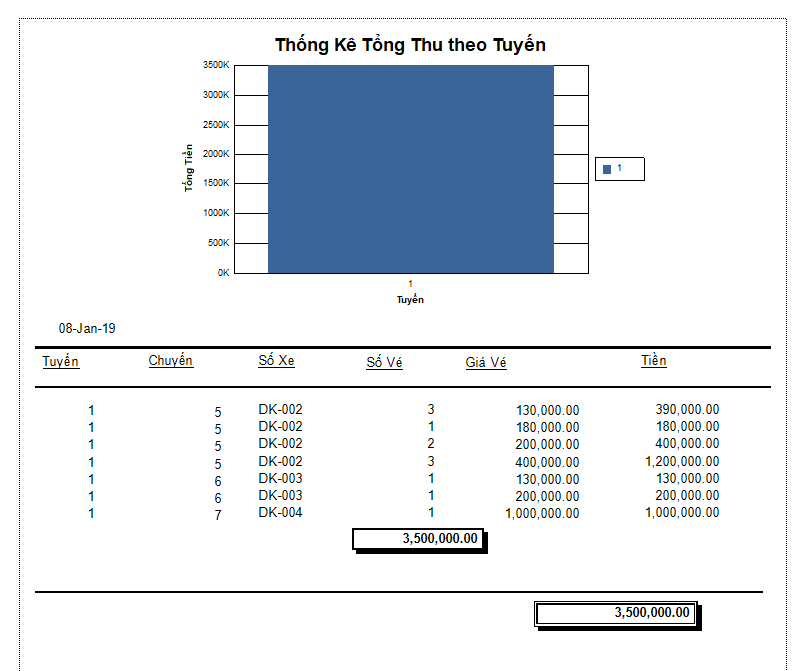 Thống Kê Tổng Thu theo Tuyến
3500K
3000K
2500K
2000K
1500K
1000K
500K
0K
Tổng Tiền
1
Tuyến
1
08-Jan-19
Tuyến Chuyến Số Xe Số Vé Giá Vé Tiền
1 5 DK-002 3 130,000.00 390,000.00
1 5 DK-002 1 180,000.00 180,000.00
1 5 DK-002 2 200,000.00 400,000.00
1 5 DK-002 3 400,000.00 1,200,000.00
1 6 DK-003 1 130,000.00 130,000.00
1 6 DK-003 1 200,000.00 200,000.00
1 7 DK-004 1 1,000,000.00 1,000,000.00
3,500,000.00
3,500,000.00